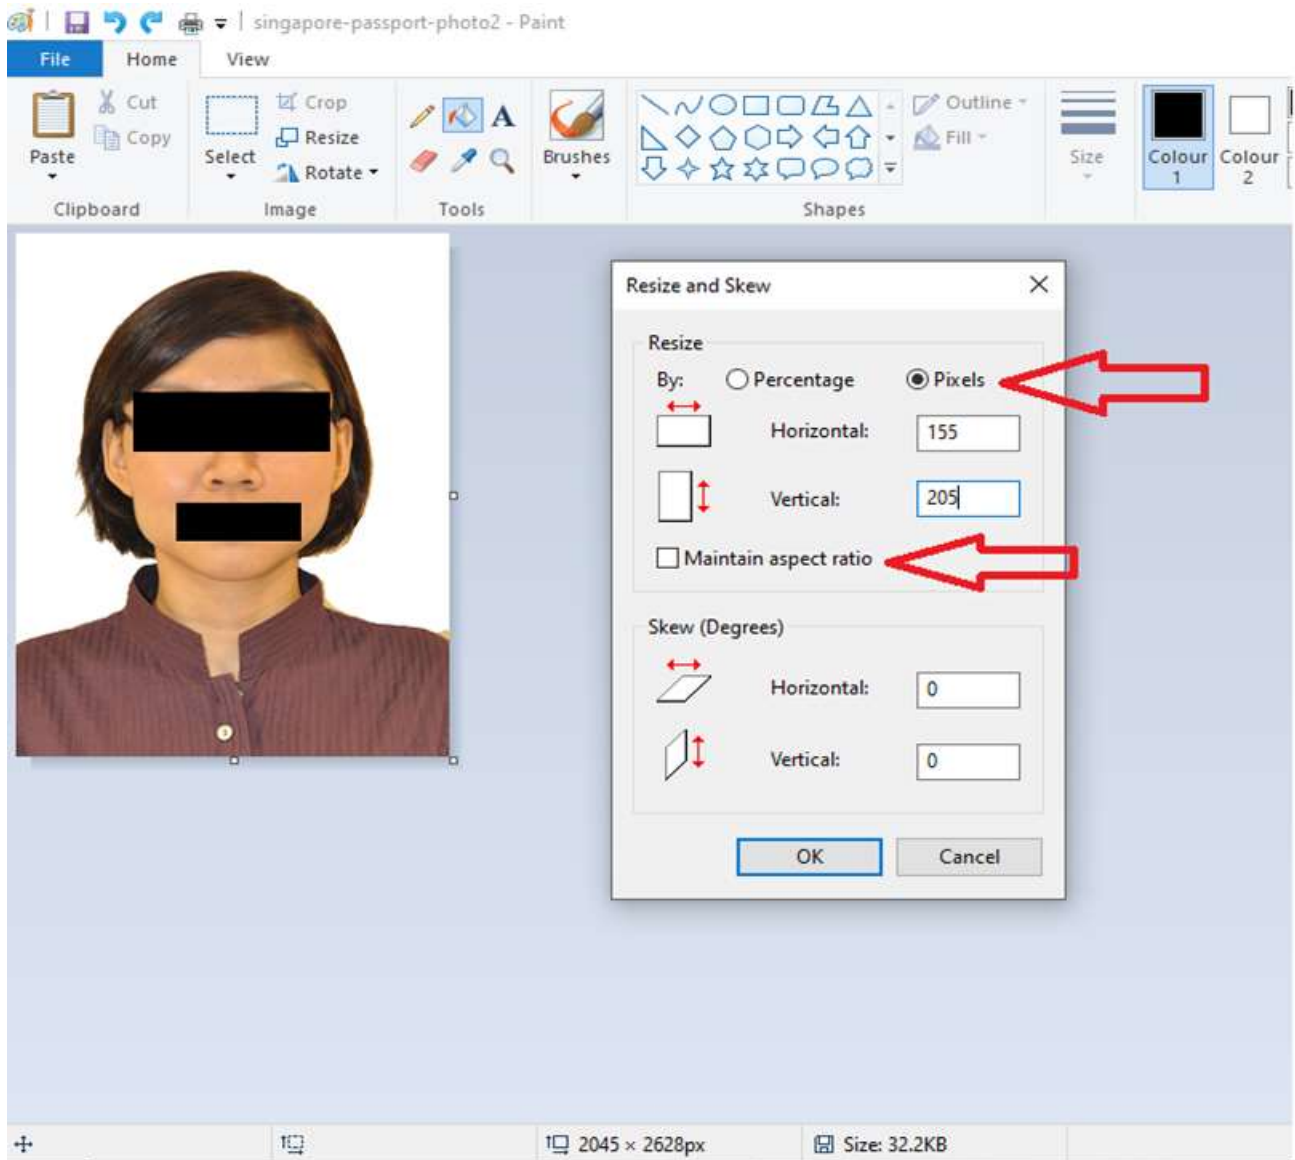 singapore-passport-photo2 - Paint
File Home View
Paste
Cut
Copy
Clipboard
Select
Crop
Resize
Rotate
Image
A
Tools
Brushes
Shapes
Outline
Fill
Size
Colour 1
Colour 2
Resize and Skew
Resize
By: Percentage Pixels
Horizontal: 155
Vertical: 205
Maintain aspect ratio
Skew (Degrees)
Horizontal: 0
Vertical: 0
OK Cancel
2045 × 2628px Size: 32.2KB